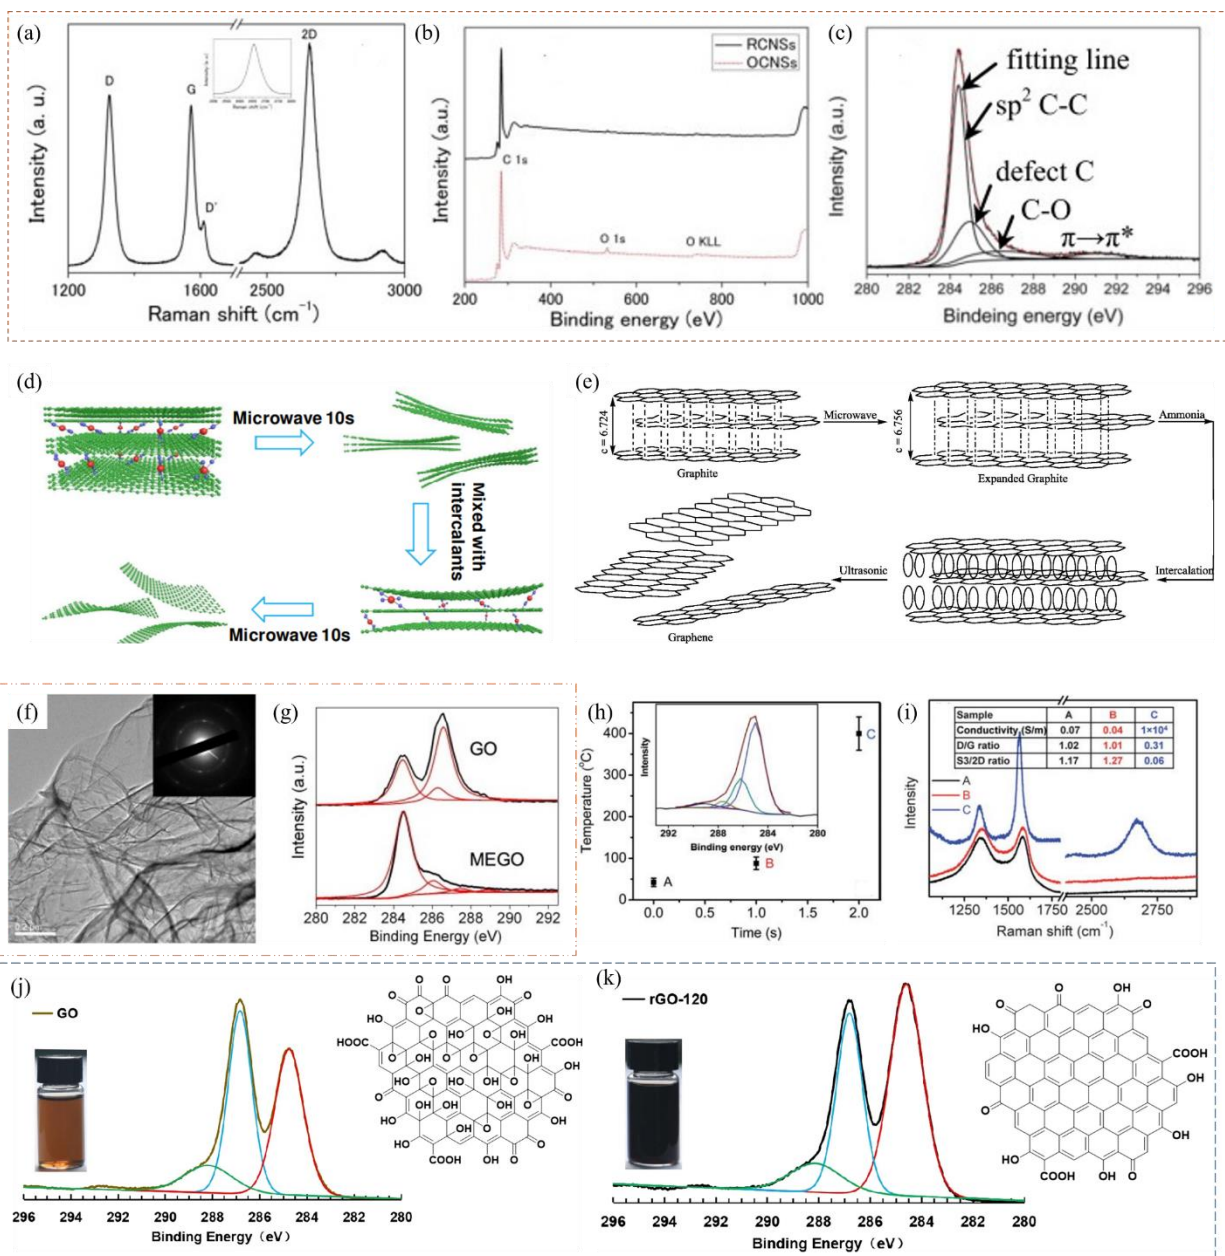 (a)
D
G
D'
2D
Intensity (a. u.)
1200 1600 2500 3000
Raman shift (cm⁻¹)
(b)
RCNSs
OCNSs
C 1s
O 1s
O KLL
Intensity (a.u.)
200 400 600 800 1000
Binding energy (eV)
(c)
fitting line
sp² C-C
defect C
C-O
π→π*
Intensity (a.u.)
280 282 284 286 288 290 292 294 296
Bindeing energy (eV)
(d)
Microwave 10s
Mixed with
intercalants
Microwave 10s
(e)
c = 6.724
Graphite
Microwave
c = 6.756
Expanded Graphite
Ammonia
Intercalation
Ultrasonic
Graphene
(f)
0.2 μm
(g)
GO
MEGO
Intensity (a.u.)
280 282 284 286 288 290 292
Binding Energy (eV)
(h)
Temperature (°C)
400
300
200
100
0
Intensity
292 288 284 280
Binding energy (eV)
A
B
C
0.0 0.5 1.0 1.5 2.0
Time (s)
(i)
Sample A B C
Conductivity (S/m) 0.07 0.04 1×10⁴
D/G ratio 1.02 1.01 0.31
S3/2D ratio 1.17 1.27 0.06
A
B
C
Intensity
1250 1500 1750 2500 2750
Raman shift (cm⁻¹)
(j)
GO
296 294 292 290 288 286 284 282 280
Binding Energy (eV)
(k)
rGO-120
296 294 292 290 288 286 284 282 280
Binding Energy (eV)